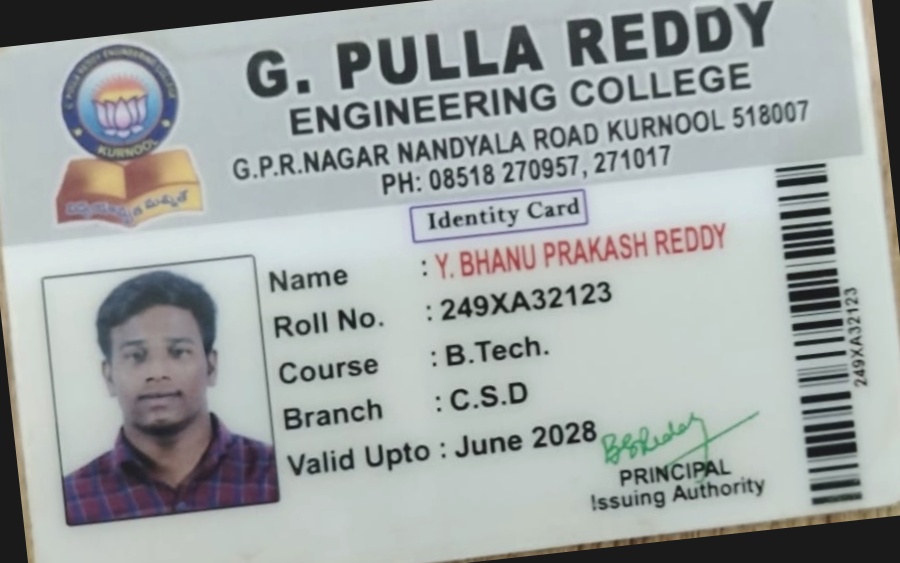 G. PULLA REDDY
ENGINEERING COLLEGE
G.P.R.NAGAR NANDYALA ROAD KURNOOL 518007
PH: 08518 270957, 271017
KURNOOL
Identity Card
Name : Y. BHANU PRAKASH REDDY
Roll No. : 249XA32123
Course : B.Tech.
Branch : C.S.D
Valid Upto : June 2028
PRINCIPAL
Issuing Authority
249XA32123